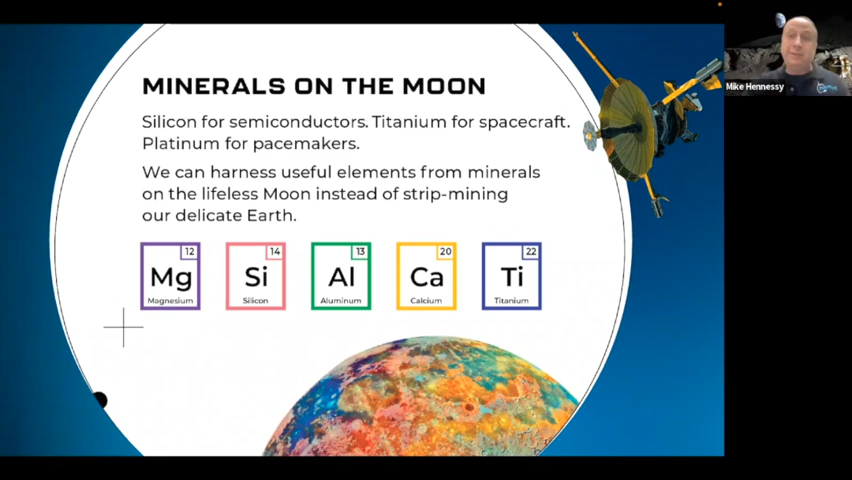 MINERALS ON THE MOON
Silicon for semiconductors. Titanium for spacecraft.
Platinum for pacemakers.
We can harness useful elements from minerals
on the lifeless Moon instead of strip-mining
our delicate Earth.
12
Mg
Magnesium
14
Si
Silicon
13
Al
Aluminum
20
Ca
Calcium
22
Ti
Titanium
Mike Hennessy